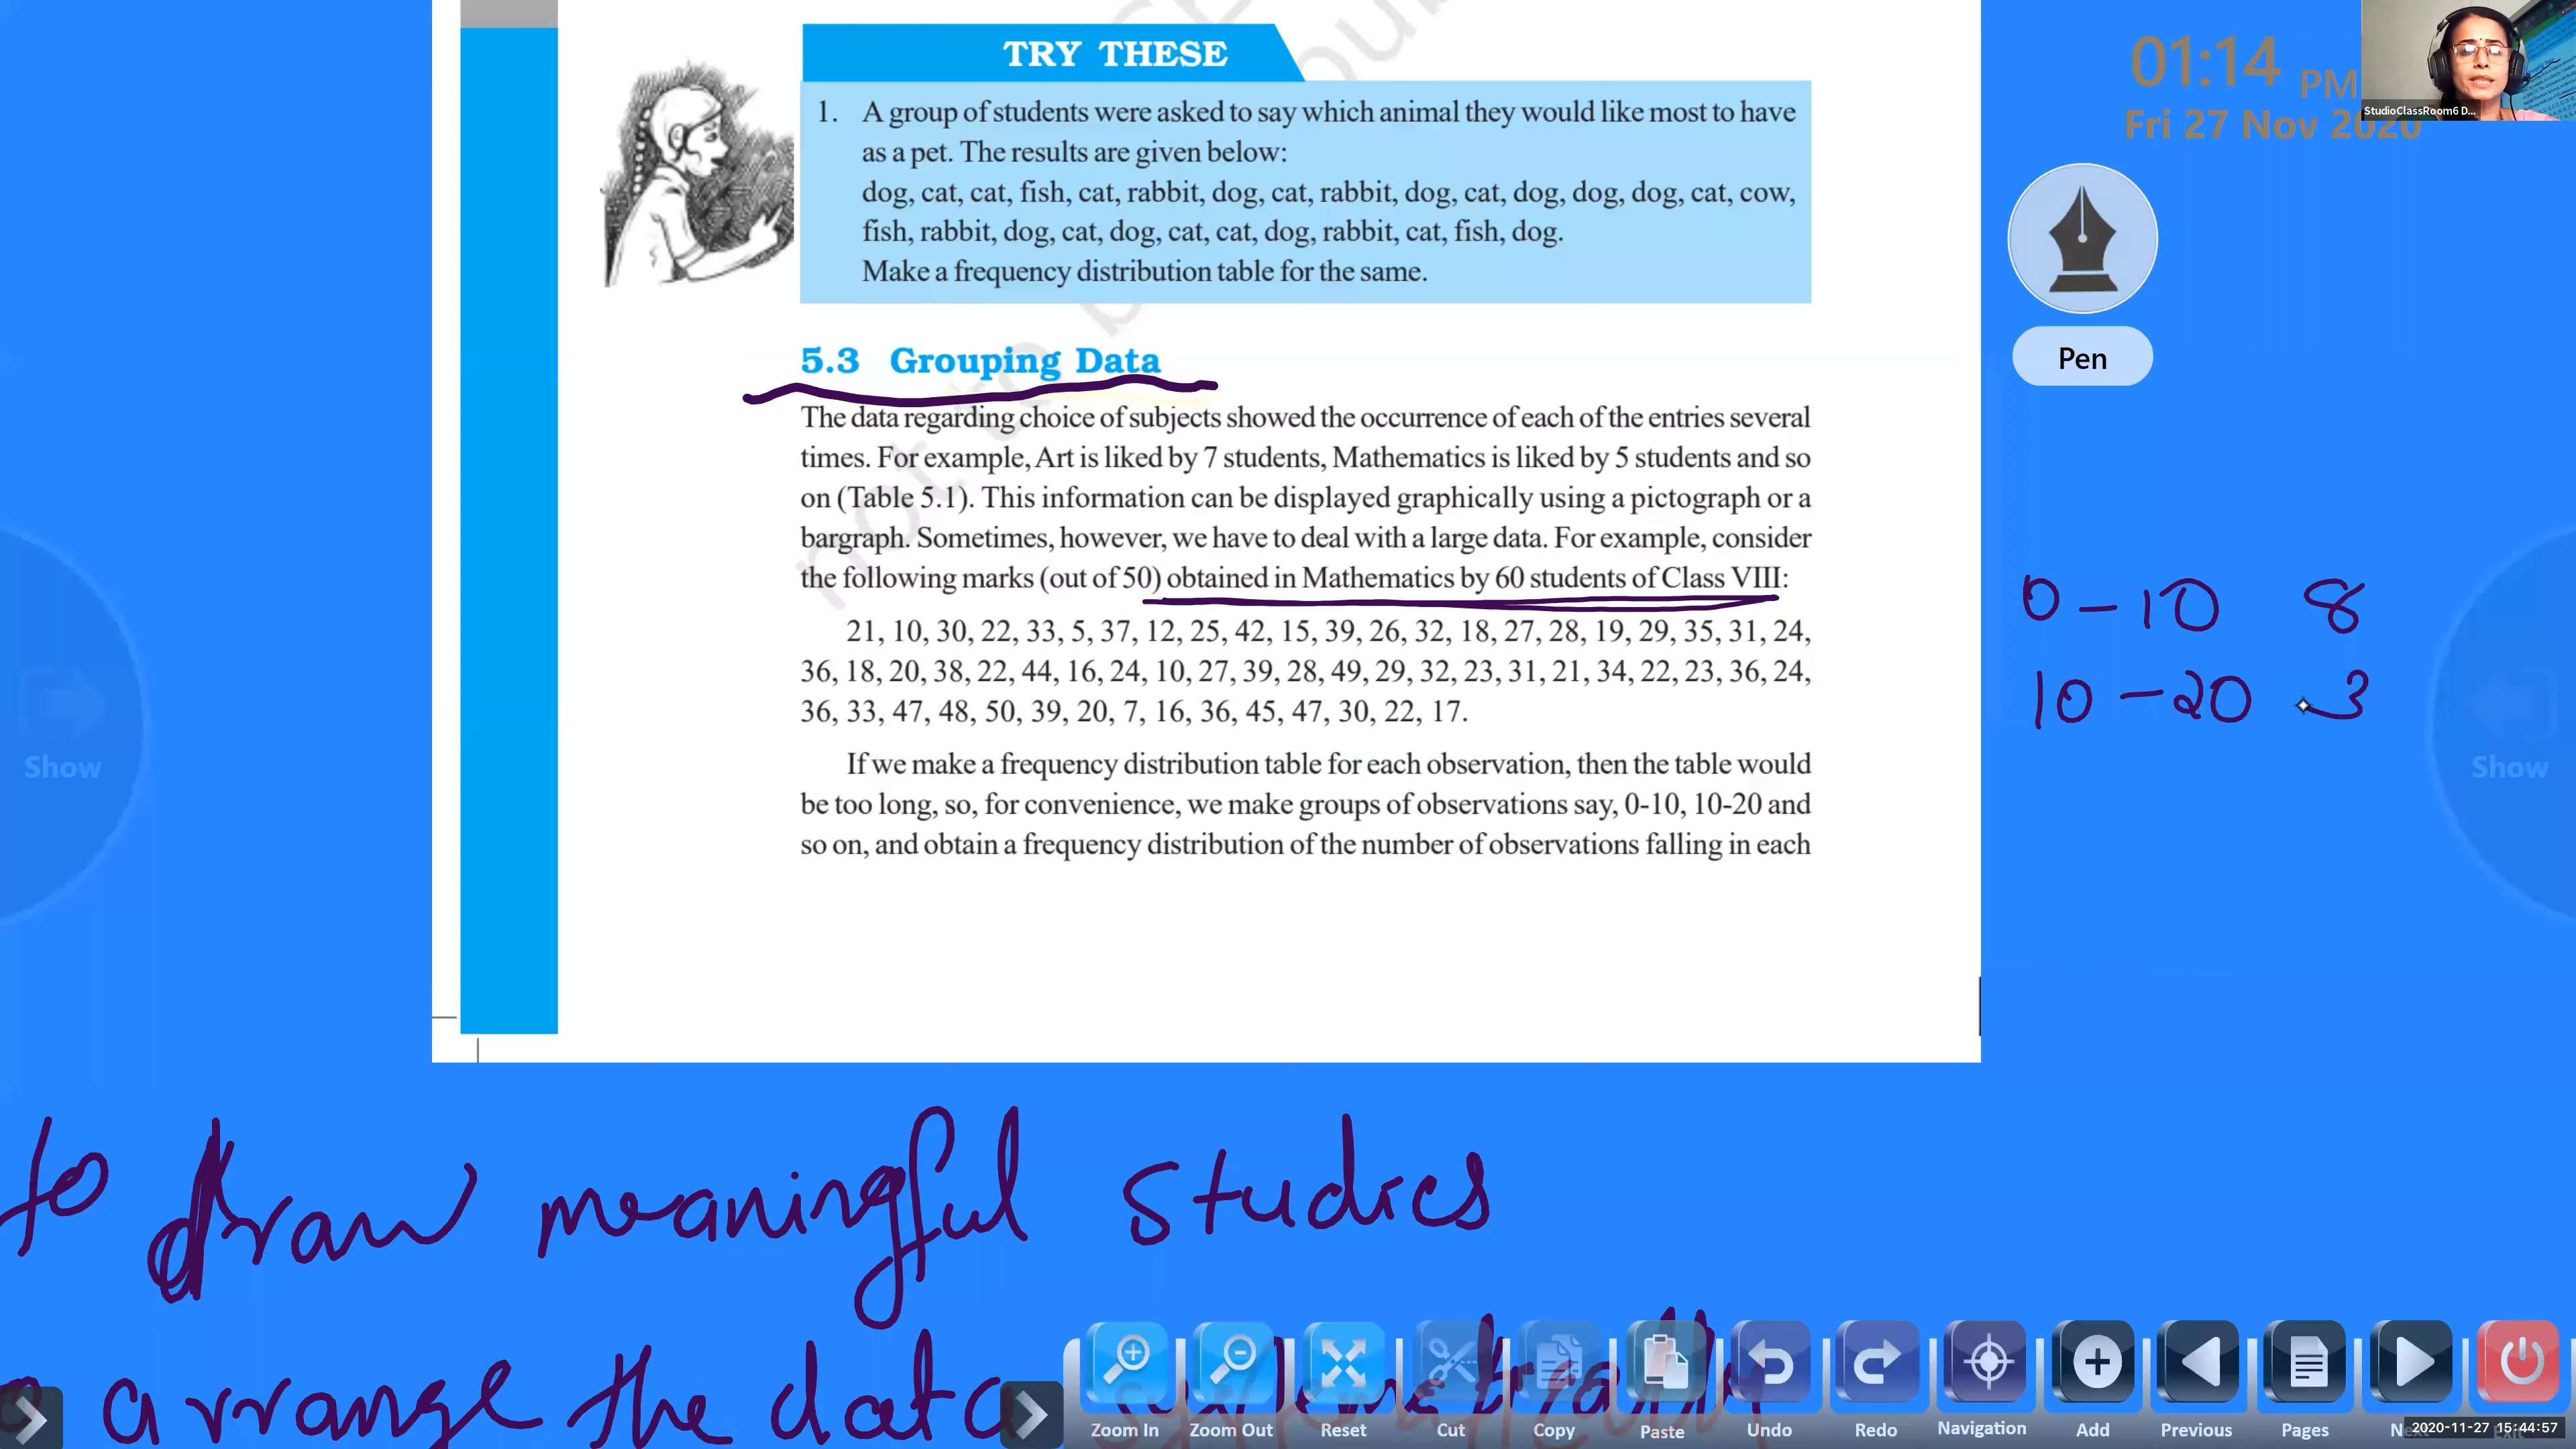 TRY THESE
1. A group of students were asked to say which animal they would like most to have
as a pet. The results are given below:
dog, cat, cat, fish, cat, rabbit, dog, cat, rabbit, dog, cat, dog, dog, dog, cat, cow,
fish, rabbit, dog, cat, dog, cat, cat, dog, rabbit, cat, fish, dog.
Make a frequency distribution table for the same.
01:14 PM
Fri 27 Nov 2020
StudioClassRoom6 D...
Pen
5.3 Grouping Data
The data regarding choice of subjects showed the occurrence of each of the entries several
times. For example, Art is liked by 7 students, Mathematics is liked by 5 students and so
on (Table 5.1). This information can be displayed graphically using a pictograph or a
bargraph. Sometimes, however, we have to deal with a large data. For example, consider
the following marks (out of 50) obtained in Mathematics by 60 students of Class VIII:
21, 10, 30, 22, 33, 5, 37, 12, 25, 42, 15, 39, 26, 32, 18, 27, 28, 19, 29, 35, 31, 24,
36, 18, 20, 38, 22, 44, 16, 24, 10, 27, 39, 28, 49, 29, 32, 23, 31, 21, 34, 22, 23, 36, 24,
36, 33, 47, 48, 50, 39, 20, 7, 16, 36, 45, 47, 30, 22, 17.
If we make a frequency distribution table for each observation, then the table would
be too long, so, for convenience, we make groups of observations say, 0-10, 10-20 and
so on, and obtain a frequency distribution of the number of observations falling in each
0-10 8
10-20 3
Show
Show
to draw meaningful studies
arrange the data
Zoom In Zoom Out Reset Cut Copy Paste Undo Redo Navigation Add Previous Pages
2020-11-27 15:44:57
not to be